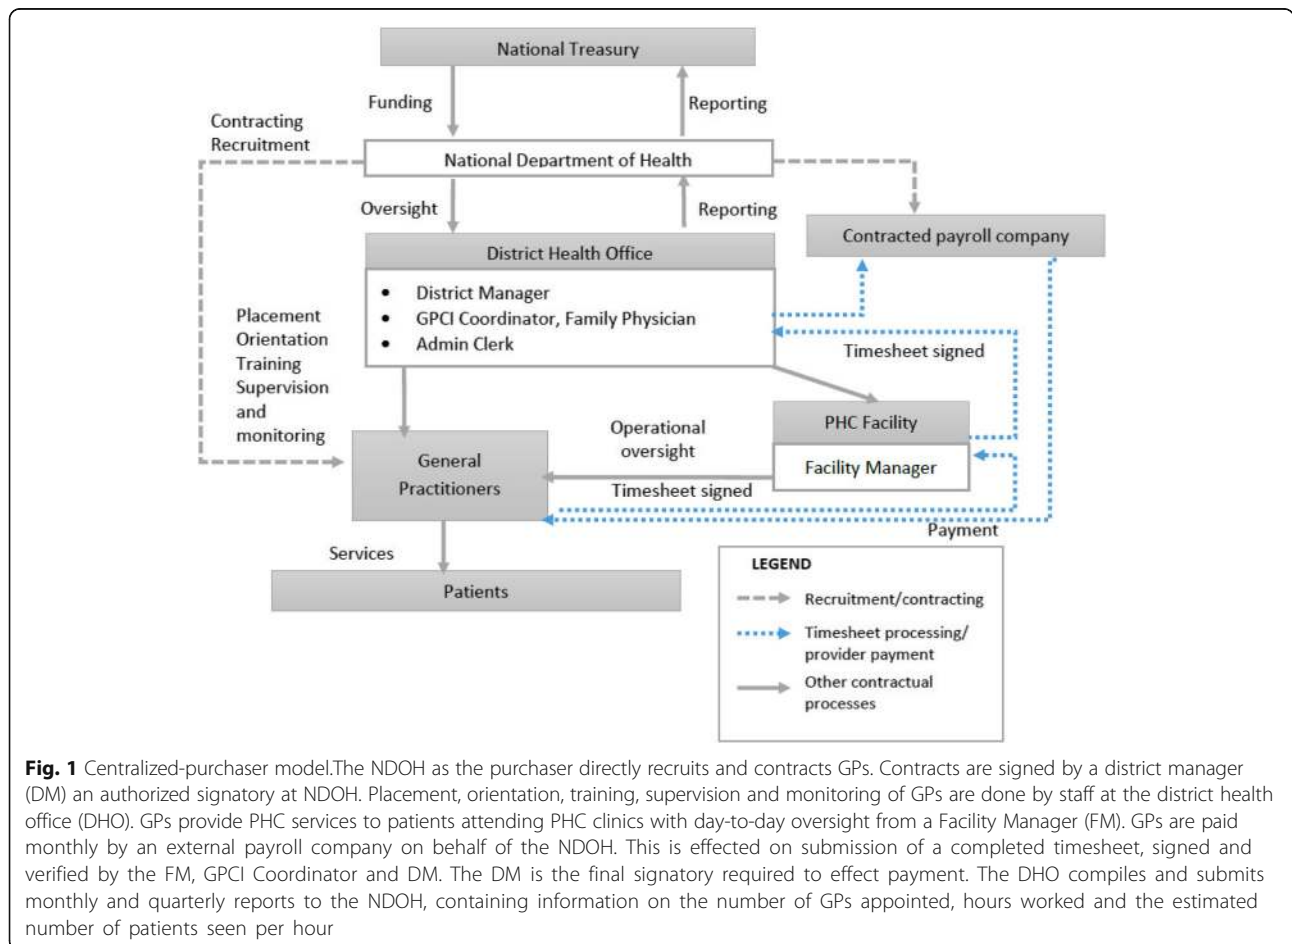 National Treasury
Funding
Reporting
Contracting
Recruitment
National Department of Health
Oversight
Reporting
Contracted payroll company
District Health Office
• District Manager
• GPCI Coordinator, Family Physician
• Admin Clerk
Timesheet signed
Placement
Orientation
Training
Supervision
and
monitoring
PHC Facility
Facility Manager
Operational
oversight
Timesheet signed
General
Practitioners
Payment
Services
Patients
LEGEND
Recruitment/contracting
Timesheet processing/
provider payment
Other contractual
processes
Fig. 1 Centralized-purchaser model.The NDOH as the purchaser directly recruits and contracts GPs. Contracts are signed by a district manager
(DM) an authorized signatory at NDOH. Placement, orientation, training, supervision and monitoring of GPs are done by staff at the district health
office (DHO). GPs provide PHC services to patients attending PHC clinics with day-to-day oversight from a Facility Manager (FM). GPs are paid
monthly by an external payroll company on behalf of the NDOH. This is effected on submission of a completed timesheet, signed and
verified by the FM, GPCI Coordinator and DM. The DM is the final signatory required to effect payment. The DHO compiles and submits
monthly and quarterly reports to the NDOH, containing information on the number of GPs appointed, hours worked and the estimated
number of patients seen per hour